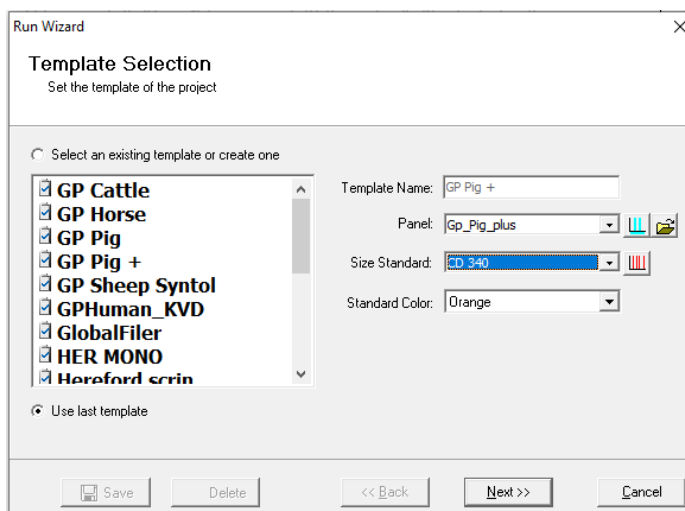 Run Wizard
Template Selection
Set the template of the project
Select an existing template or create one
GP Cattle
GP Horse
GP Pig
GP Pig +
GP Sheep Syntol
GPHuman_KVD
GlobalFiler
HER MONO
Hereford scrip
Template Name: GP Pig +
Panel: Gp_Pig_plus
Size Standard: CD 340
Standard Color: Orange
Use last template
Save Delete << Back Next >> Cancel